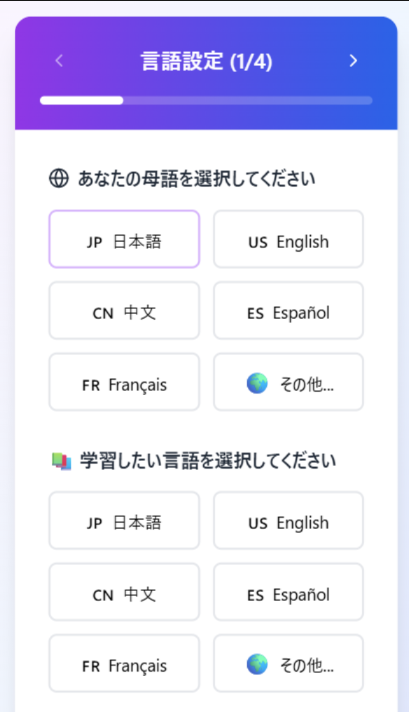 言語設定 (1/4)
あなたの母語を選択してください
JP 日本語
US English
CN 中文
ES Español
FR Français
その他...
学習したい言語を選択してください
JP 日本語
US English
CN 中文
ES Español
FR Français
その他...